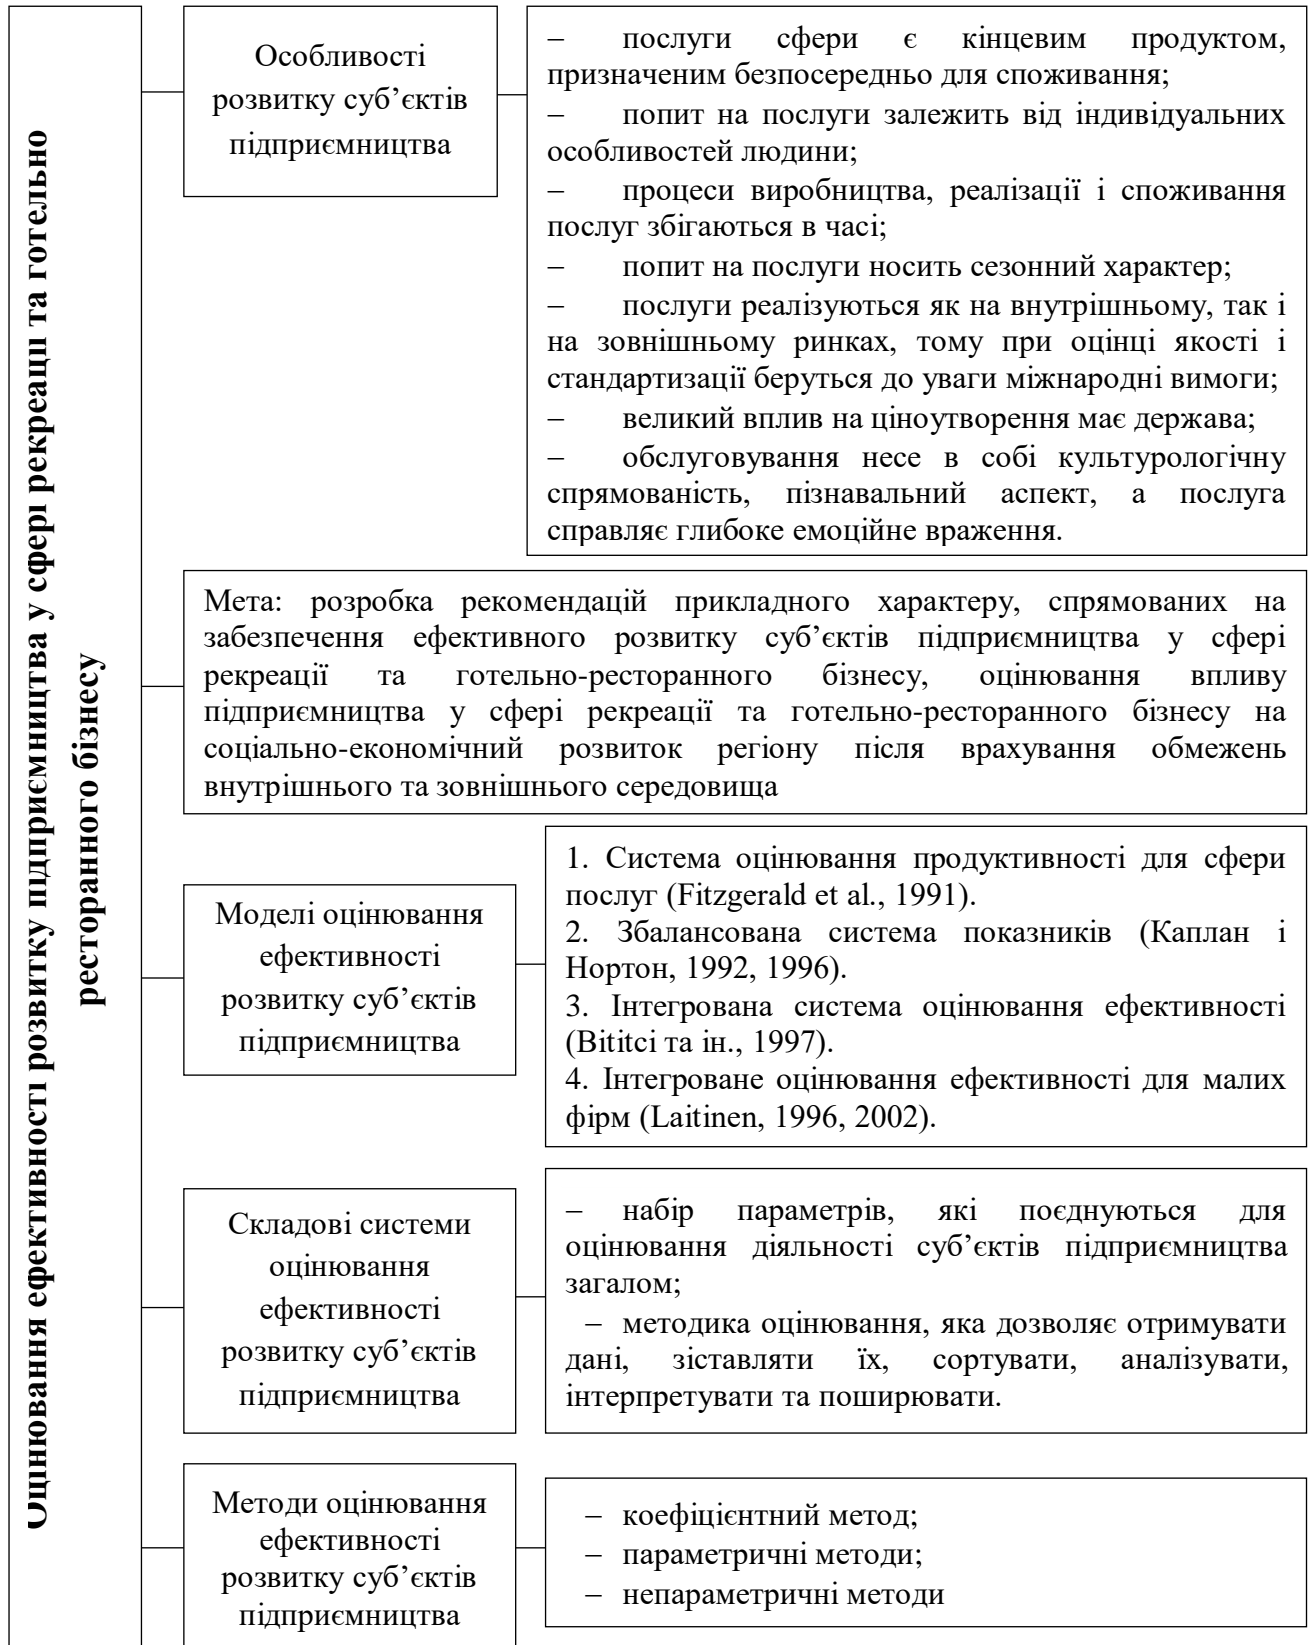 Оцінювання ефективності розвитку підприємництва у сфері рекреації та готельно
ресторанного бізнесу
Особливості
розвитку суб’єктів
підприємництва
– послуги сфери є кінцевим продуктом,
призначеним безпосередньо для споживання;
– попит на послуги залежить від індивідуальних
особливостей людини;
– процеси виробництва, реалізації і споживання
послуг збігаються в часі;
– попит на послуги носить сезонний характер;
– послуги реалізуються як на внутрішньому, так і
на зовнішньому ринках, тому при оцінці якості і
стандартизації беруться до уваги міжнародні вимоги;
– великий вплив на ціноутворення має держава;
– обслуговування несе в собі культурологічну
спрямованість, пізнавальний аспект, а послуга
справляє глибоке емоційне враження.
Мета: розробка рекомендацій прикладного характеру, спрямованих на
забезпечення ефективного розвитку суб’єктів підприємництва у сфері
рекреації та готельно-ресторанного бізнесу, оцінювання впливу
підприємництва у сфері рекреації та готельно-ресторанного бізнесу на
соціально-економічний розвиток регіону після врахування обмежень
внутрішнього та зовнішнього середовища
Моделі оцінювання
ефективності
розвитку суб’єктів
підприємництва
1. Система оцінювання продуктивності для сфери
послуг (Fitzgerald et al., 1991).
2. Збалансована система показників (Каплан і
Нортон, 1992, 1996).
3. Інтегрована система оцінювання ефективності
(Bititci та ін., 1997).
4. Інтегроване оцінювання ефективності для малих
фірм (Laitinen, 1996, 2002).
Складові системи
оцінювання
ефективності
розвитку суб’єктів
підприємництва
– набір параметрів, які поєднуються для
оцінювання діяльності суб’єктів підприємництва
загалом;
– методика оцінювання, яка дозволяє отримувати
дані, зіставляти їх, сортувати, аналізувати,
інтерпретувати та поширювати.
Методи оцінювання
ефективності
розвитку суб’єктів
підприємництва
– коефіцієнтний метод;
– параметричні методи;
– непараметричні методи